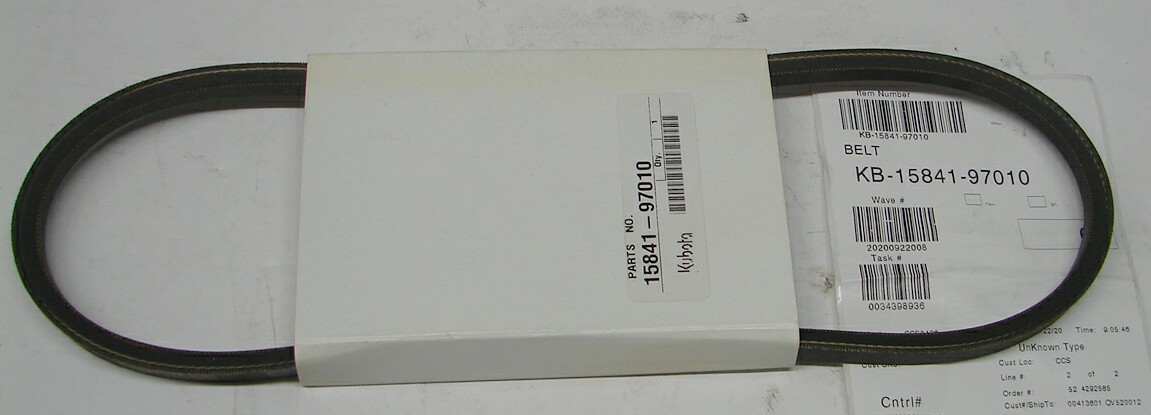 PARTS NO.
15841-97010
Qty. 1
Kubota
Item Number
KB-15841-97010
BELT
KB-15841-97010
Wave #
20200922008
Task #
0034398936
22/20 Time: 9:05:46
UnKnown Type
Cust Loc: CCS
Line #: 2 of 2
Order #: 52 4292585
Cust#/ShipTo: 00413601 CV520012
Cntrl#